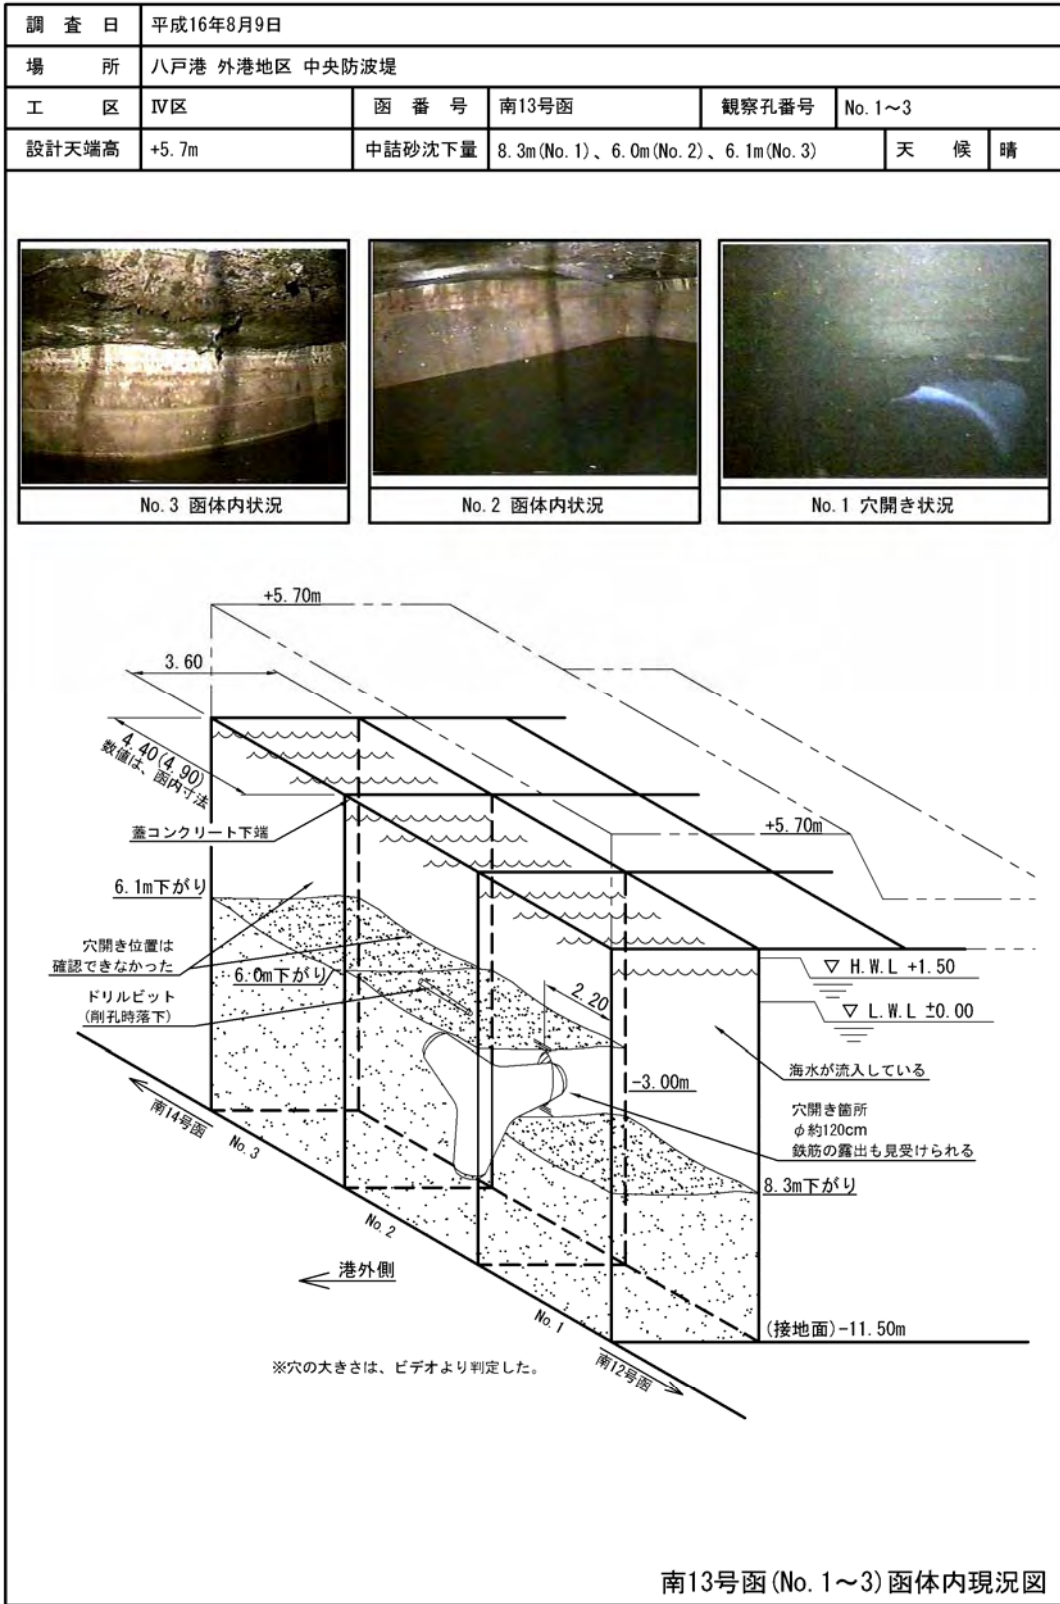 調査日 平成16年8月9日
場所 八戸港 外港地区 中央防波堤
工区 Ⅳ区 函番号 南13号函 観察孔番号 No.1～3
設計天端高 +5.7m 中詰砂沈下量 8.3m(No.1)、6.0m(No.2)、6.1m(No.3) 天候 晴
No.3 函体内状況
No.2 函体内状況
No.1 穴開き状況
+5.70m
3.60
4.40(4.90)
数値は、函内寸法
+5.70m
蓋コンクリート下端
6.1m下がり
穴開き位置は
確認できなかった
6.0m下がり
ドリルビット
(削孔時落下)
2.20
▽ H.W.L +1.50
▽ L.W.L ±0.00
海水が流入している
-3.00m
穴開き箇所
φ約120cm
鉄筋の露出も見受けられる
8.3m下がり
南14号函
No.3
No.2
港外側
No.1
(接地面)-11.50m
南12号函
※穴の大きさは、ビデオより判定した。
南13号函(No.1～3)函体内現況図